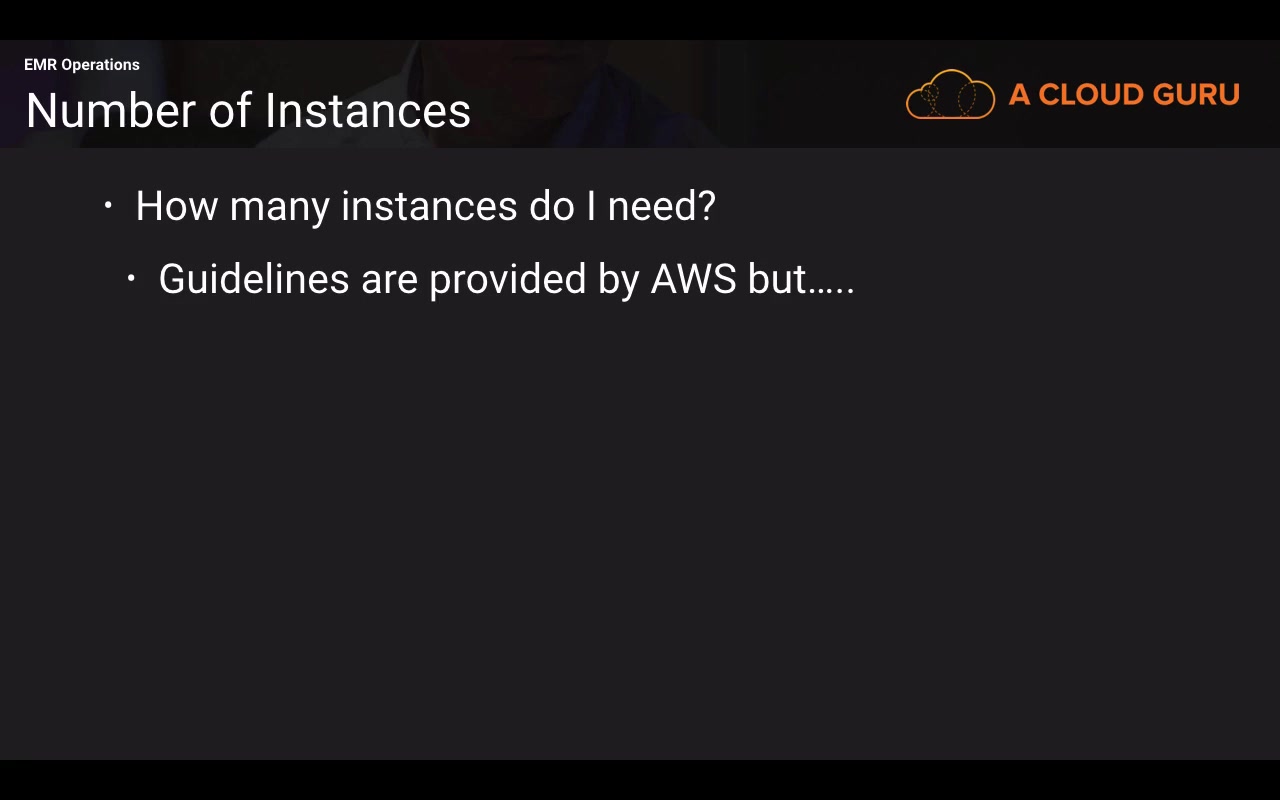 EMR Operations
Number of Instances
A CLOUD GURU
· How many instances do I need?
· Guidelines are provided by AWS but.....